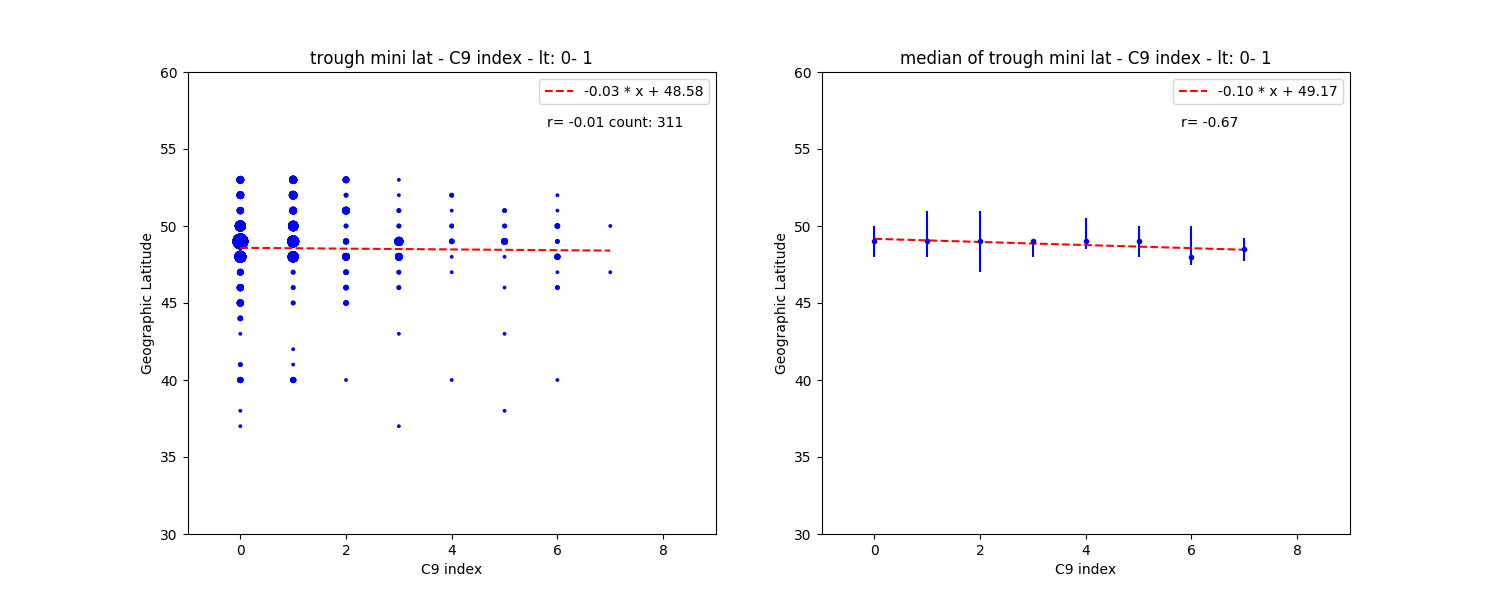 trough mini lat - C9 index - lt: 0- 1
-0.03 * x + 48.58
r= -0.01 count: 311
Geographic Latitude
60
55
50
45
40
35
30
0 2 4 6 8
C9 index
median of trough mini lat - C9 index - lt: 0- 1
-0.10 * x + 49.17
r= -0.67
Geographic Latitude
60
55
50
45
40
35
30
0 2 4 6 8
C9 index